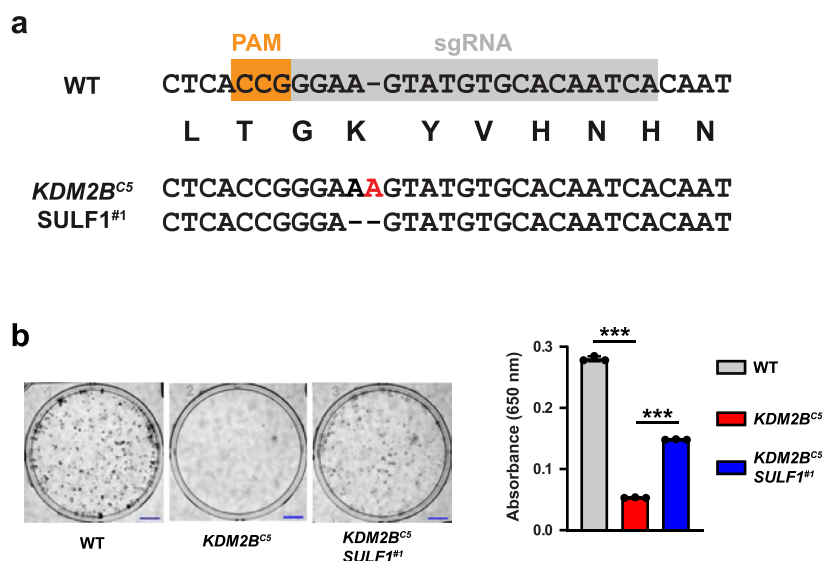 a
PAM sgRNA
WT CTCACCGGGAA-GTATGTGCACAATCACAAT
L T G K Y V H N H N
KDM2B^C5 CTCACCGGGAAAGTATGTGCACAATCACAAT
SULF1^#1 CTCACCGGGA--GTATGTGCACAATCACAAT
b
WT
KDM2B^C5
KDM2B^C5
SULF1^#1
Absorbance (650 nm)
0.3
0.2
0.1
0.0
***
***
WT
KDM2B^C5
KDM2B^C5
SULF1^#1